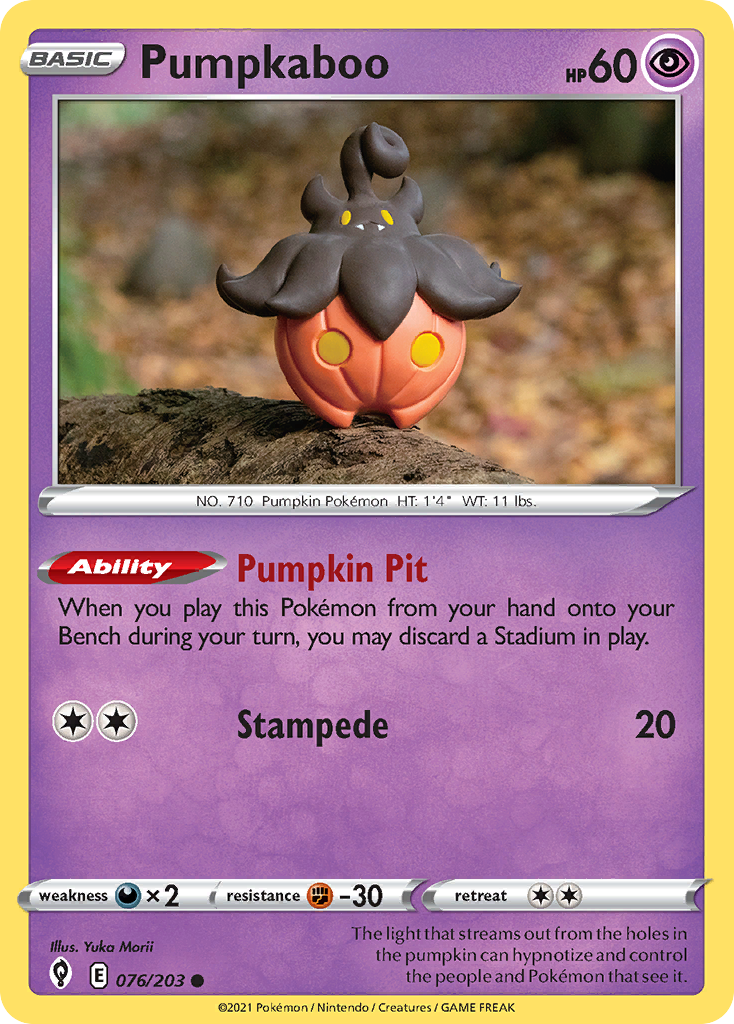 BASIC Pumpkaboo HP60
NO. 710 Pumpkin Pokémon HT: 1'4" WT: 11 lbs.
Ability Pumpkin Pit
When you play this Pokémon from your hand onto your
Bench during your turn, you may discard a Stadium in play.
Stampede 20
weakness ×2 resistance -30 retreat
Illus. Yuka Morii
The light that streams out from the holes in
the pumpkin can hypnotize and control
the people and Pokémon that see it.
E 076/203
©2021 Pokémon / Nintendo / Creatures / GAME FREAK